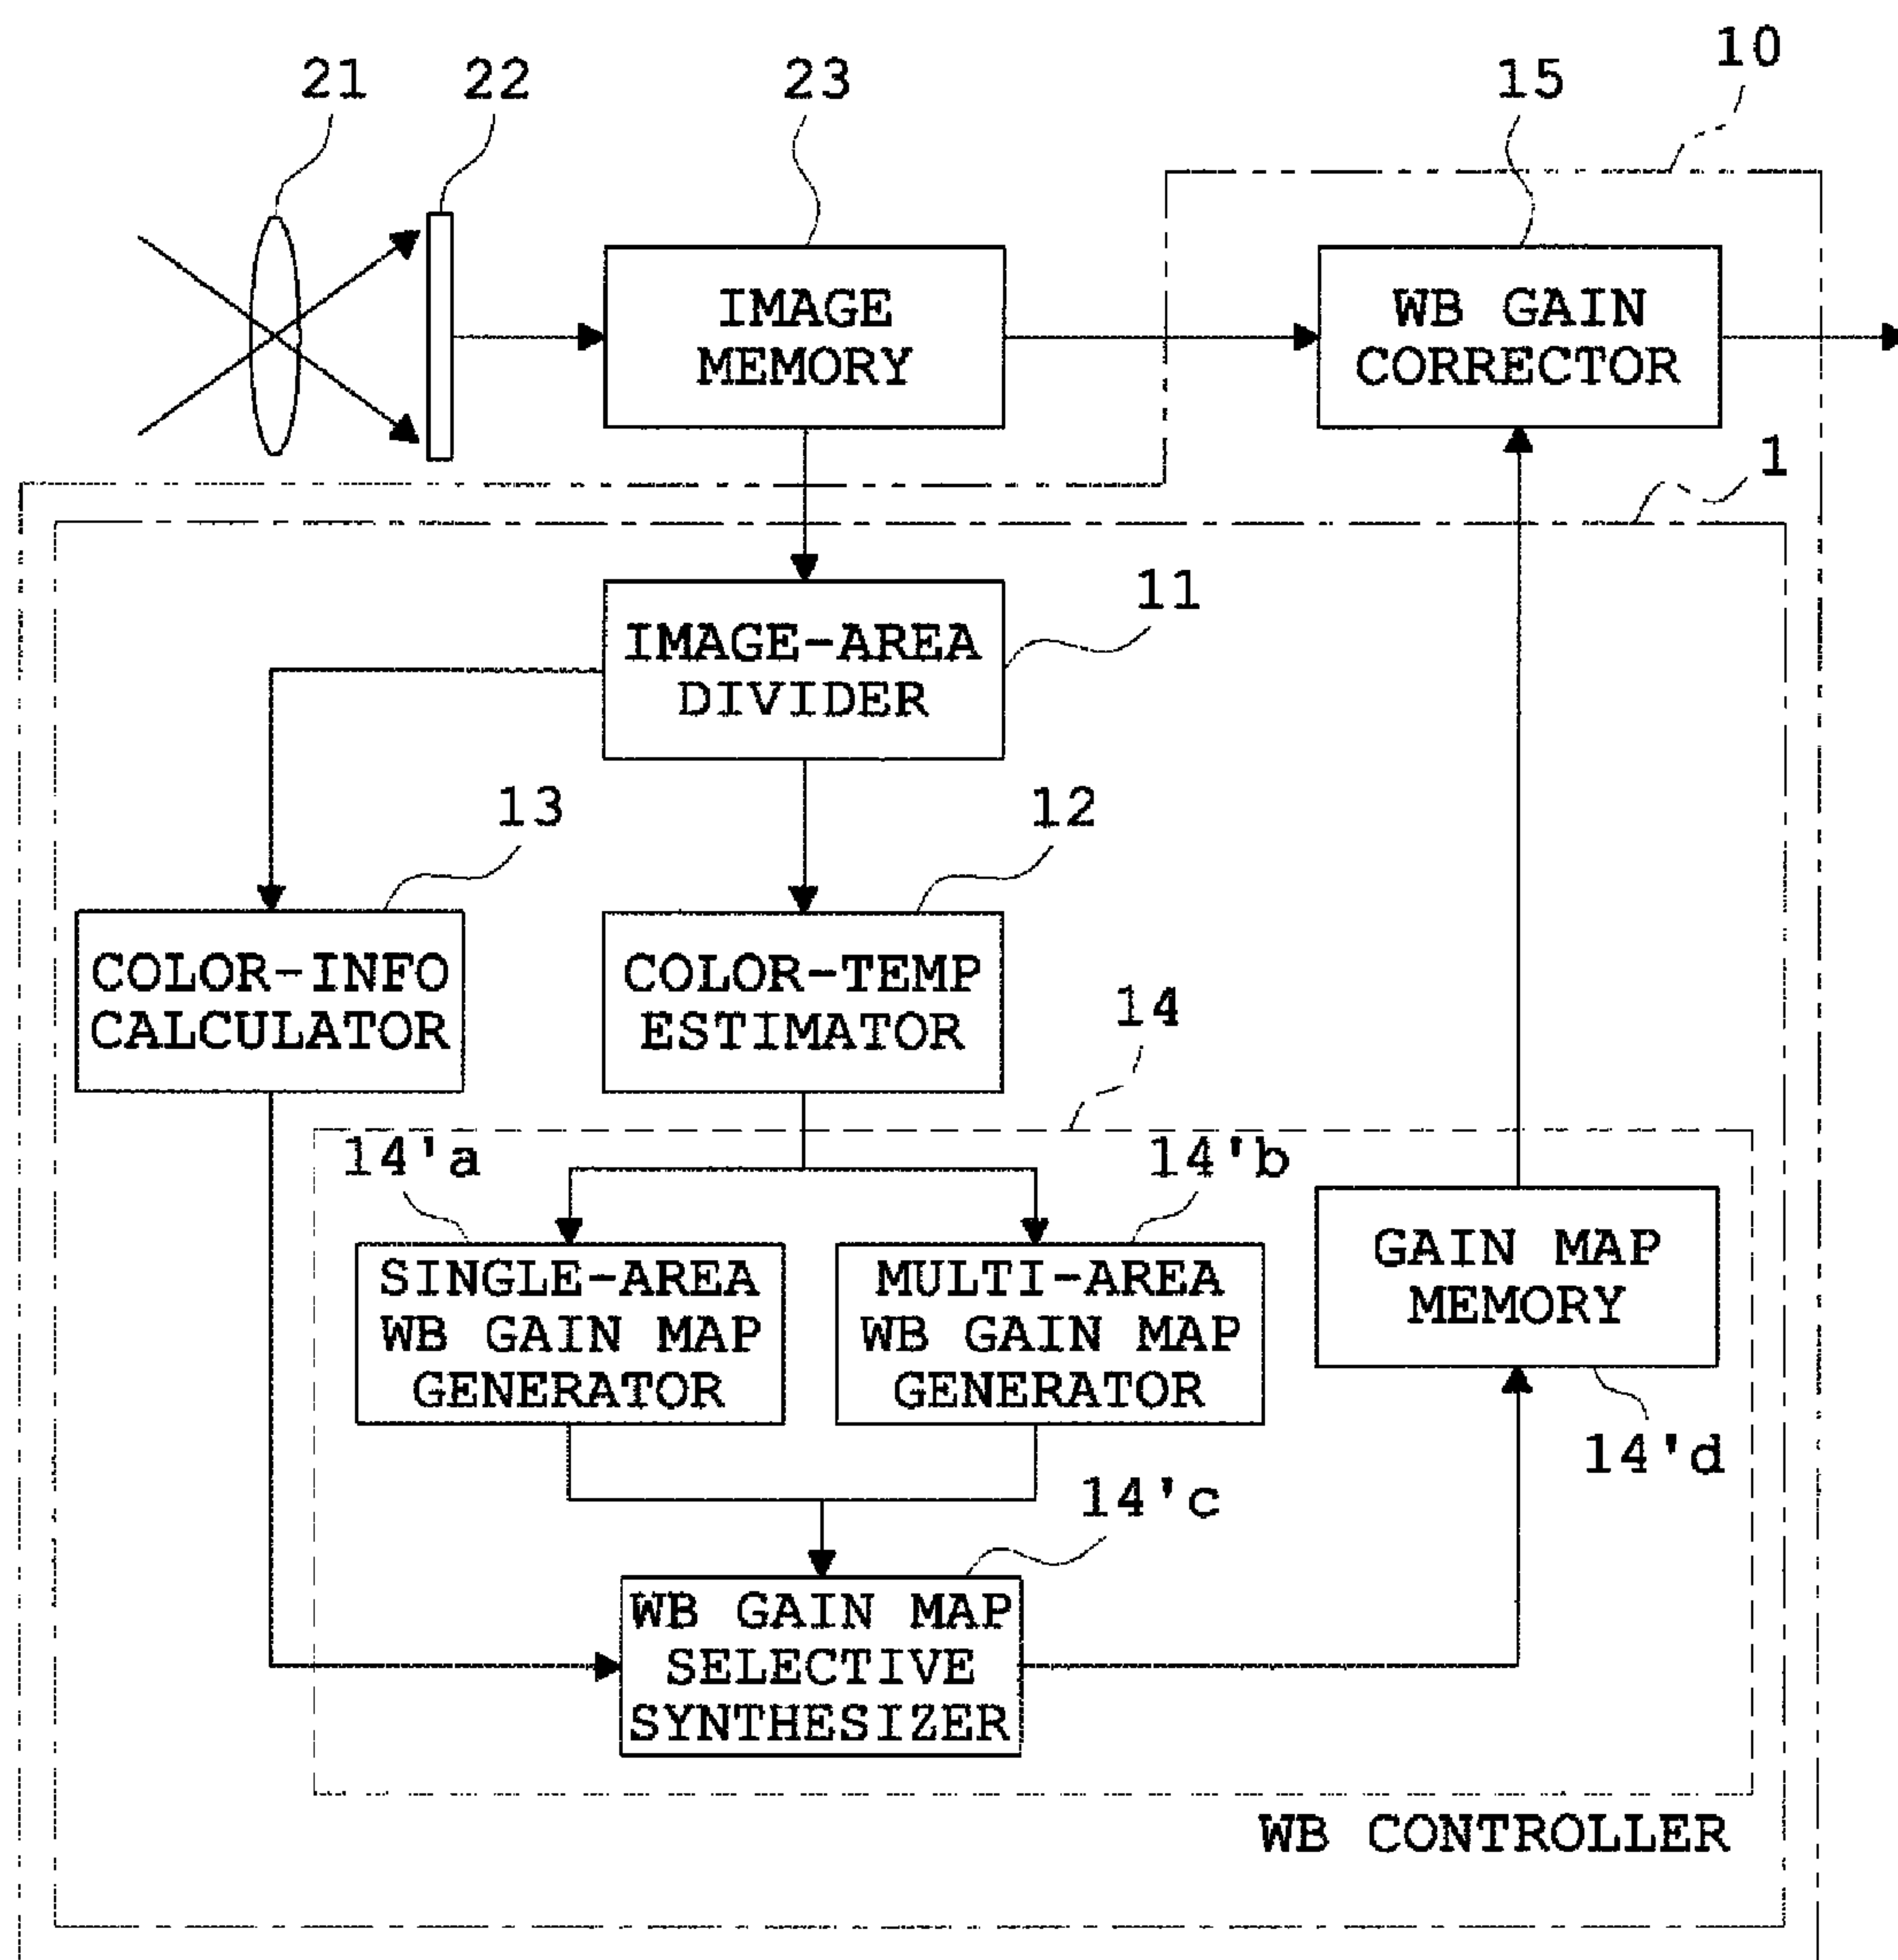 10
21
22
23
15
IMAGE
MEMORY
WB GAIN
CORRECTOR
1
11
IMAGE-AREA
DIVIDER
13
12
COLOR-INFO
CALCULATOR
COLOR-TEMP
ESTIMATOR
14
14'a
14'b
SINGLE-AREA
WB GAIN MAP
GENERATOR
MULTI-AREA
WB GAIN MAP
GENERATOR
GAIN MAP
MEMORY
14'd
14'c
WB GAIN MAP
SELECTIVE
SYNTHESIZER
WB CONTROLLER